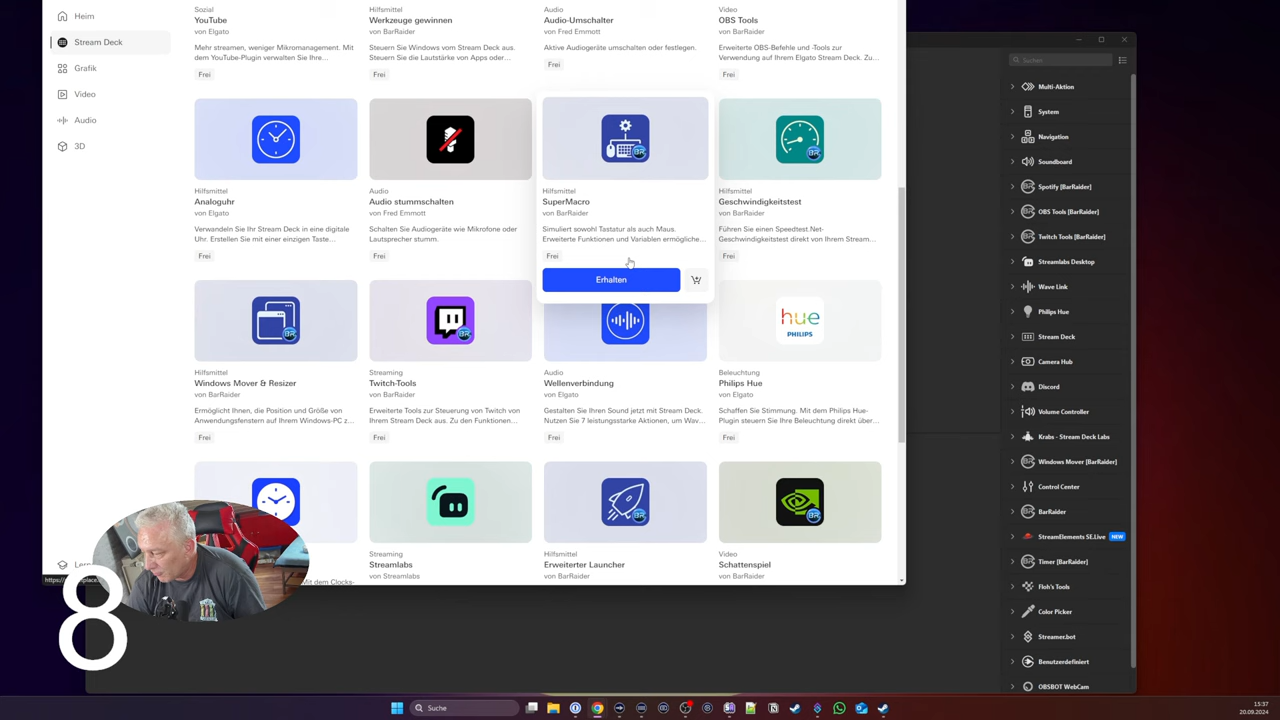 Heim
Stream Deck
Grafik
Video
Audio
3D
Sozial
YouTube
von Elgato
Mehr streamen, weniger Mikromanagement. Mit
dem YouTube-Plugin verwalten Sie Ihre...
Frei
Hilfsmittel
Werkzeuge gewinnen
von BarRaider
Steuern Sie Windows vom Stream Deck aus.
Steuern Sie die Lautstärke von Apps oder...
Frei
Audio
Audio-Umschalter
von Fred Emmott
Aktive Audiogeräte umschalten oder festlegen.
Frei
Video
OBS Tools
von BarRaider
Erweiterte OBS-Befehle und -Tools zur
Verwendung auf Ihrem Elgato Stream Deck. Zu...
Frei
Hilfsmittel
Analoguhr
von Elgato
Verwandeln Sie Ihr Stream Deck in eine digitale
Uhr. Erstellen Sie mit einer einzigen Taste...
Frei
Audio
Audio stummschalten
von Fred Emmott
Schalten Sie Audiogeräte wie Mikrofone oder
Lautsprecher stumm.
Frei
BR
Hilfsmittel
SuperMacro
von BarRaider
Simuliert sowohl Tastatur als auch Maus.
Erweiterte Funktionen und Variablen ermögliche...
Frei
Erhalten
BR
Hilfsmittel
Geschwindigkeitstest
von BarRaider
Führen Sie einen Speedtest.Net-
Geschwindigkeitstest direkt von Ihrem Stream...
Frei
BR
Hilfsmittel
Windows Mover & Resizer
von BarRaider
Ermöglicht Ihnen, die Position und Größe von
Anwendungsfenstern auf Ihrem Windows-PC z...
Frei
BR
Streaming
Twitch-Tools
von BarRaider
Erweiterte Tools zur Steuerung von Twitch von
Ihrem Stream Deck aus. Zu den Funktionen...
Frei
Audio
Wellenverbindung
von Elgato
Gestalten Sie Ihren Sound jetzt mit Stream Deck.
Nutzen Sie 7 leistungsstarke Aktionen, um Wav...
Frei
hue
PHILIPS
Beleuchtung
Philips Hue
von Elgato
Schaffen Sie Stimmung. Mit dem Philips Hue-
Plugin steuern Sie Ihre Beleuchtung direkt über...
Frei
Mit dem Clocks-
Streaming
Streamlabs
von Streamlabs
BR
Hilfsmittel
Erweiterter Launcher
von BarRaider
BR
Video
Schattenspiel
von BarRaider
8
Suchen
Multi-Aktion
System
Navigation
Soundboard
Spotify [BarRaider]
OBS Tools [BarRaider]
Twitch Tools [BarRaider]
Streamlabs Desktop
Wave Link
Philips Hue
Stream Deck
Camera Hub
Discord
Volume Controller
Krabs - Stream Deck Labs
Windows Mover [BarRaider]
Control Center
BarRaider
StreamElements SE.Live NEW
Timer [BarRaider]
Floh's Tools
Color Picker
Streamer.bot
Benutzerdefiniert
OBSBOT WebCam
Suche
15:37
20.09.2024